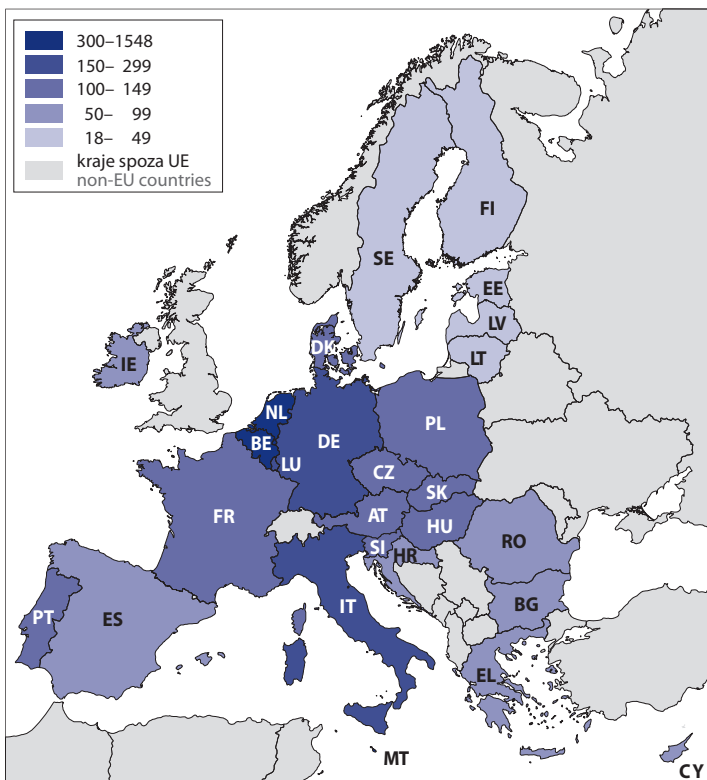 300–1548
150– 299
100– 149
50– 99
18– 49
kraje spoza UE
non-EU countries
FI
SE
EE
LV
LT
DK
IE
NL
BE
DE
PL
LU
CZ
SK
FR
AT
HU
SI
HR
RO
PT
ES
IT
BG
EL
MT
CY